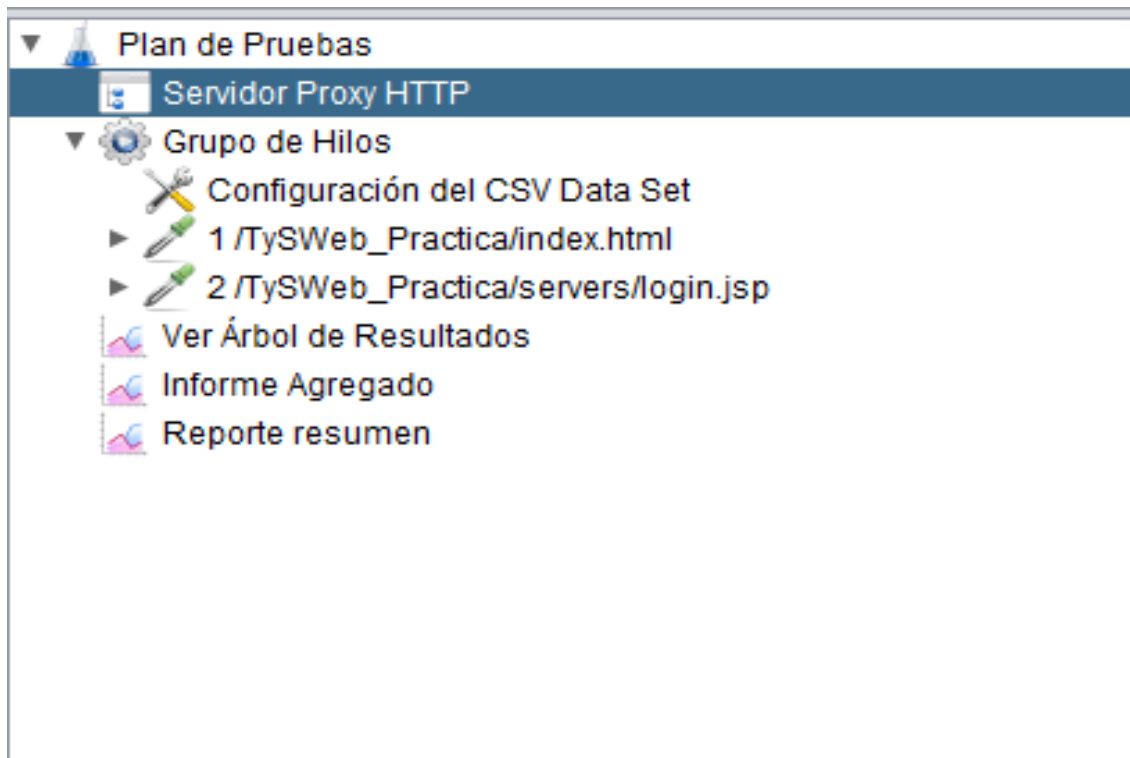 Plan de Pruebas
Servidor Proxy HTTP
Grupo de Hilos
Configuración del CSV Data Set
1 /TySWeb_Practica/index.html
2 /TySWeb_Practica/servers/login.jsp
Ver Árbol de Resultados
Informe Agregado
Reporte resumen